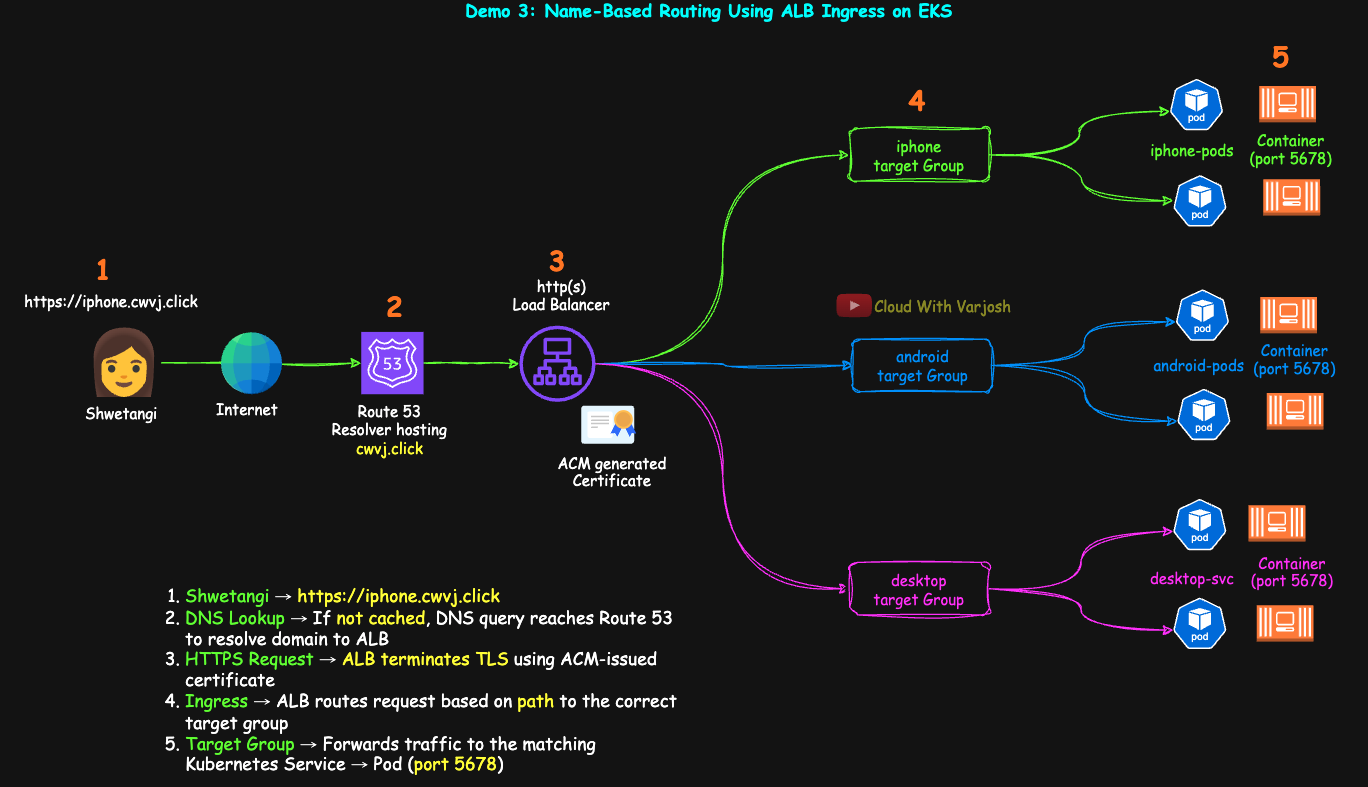 Demo 3: Name-Based Routing Using ALB Ingress on EKS
1
https://iphone.cwvj.click
Shwetangi
Internet
2
53
Route 53
Resolver hosting
cwvj.click
3
http(s)
Load Balancer
ACM generated
Certificate
4
iphone
target Group
Cloud With Varjosh
android
target Group
desktop
target Group
5
pod
iphone-pods
Container
(port 5678)
pod
pod
android-pods
Container
(port 5678)
pod
pod
desktop-svc
Container
(port 5678)
pod
1. Shwetangi → https://iphone.cwvj.click
2. DNS Lookup → If not cached, DNS query reaches Route 53
to resolve domain to ALB
3. HTTPS Request → ALB terminates TLS using ACM-issued
certificate
4. Ingress → ALB routes request based on path to the correct
target group
5. Target Group → Forwards traffic to the matching
Kubernetes Service → Pod (port 5678)